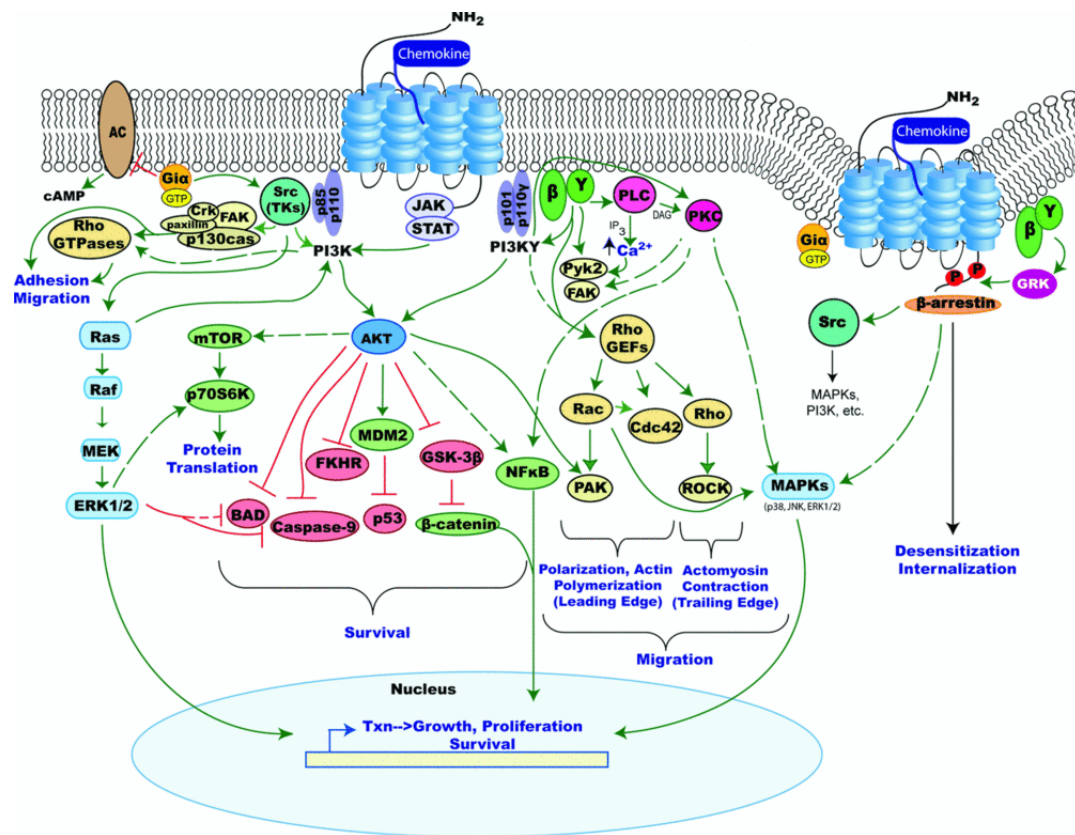 NH2
Chemokine
NH2
Chemokine
AC
Giα
GTP
cAMP
Src
(TKs)
p85
p110
JAK
STAT
p101
p110γ
β
Y
PLC
PKC
DAG
IP3
Ca2+
Crk
FAK
paxillin
p130cas
Rho
GTPases
PI3K
PI3KY
Pyk2
FAK
Giα
GTP
β
Y
P
P
GRK
β-arrestin
Adhesion
Migration
Src
MAPKs,
PI3K, etc.
Ras
Raf
MEK
ERK1/2
mTOR
p70S6K
Protein
Translation
AKT
Rho
GEFs
Rac
Cdc42
Rho
PAK
ROCK
MDM2
FKHR
GSK-3β
NFκB
BAD
Caspase-9
p53
β-catenin
MAPKs
(p38, JNK, ERK1/2)
Desensitization
Internalization
Polarization, Actin
Polymerization
(Leading Edge)
Actomyosin
Contraction
(Trailing Edge)
Survival
Migration
Nucleus
Txn-->Growth, Proliferation
Survival